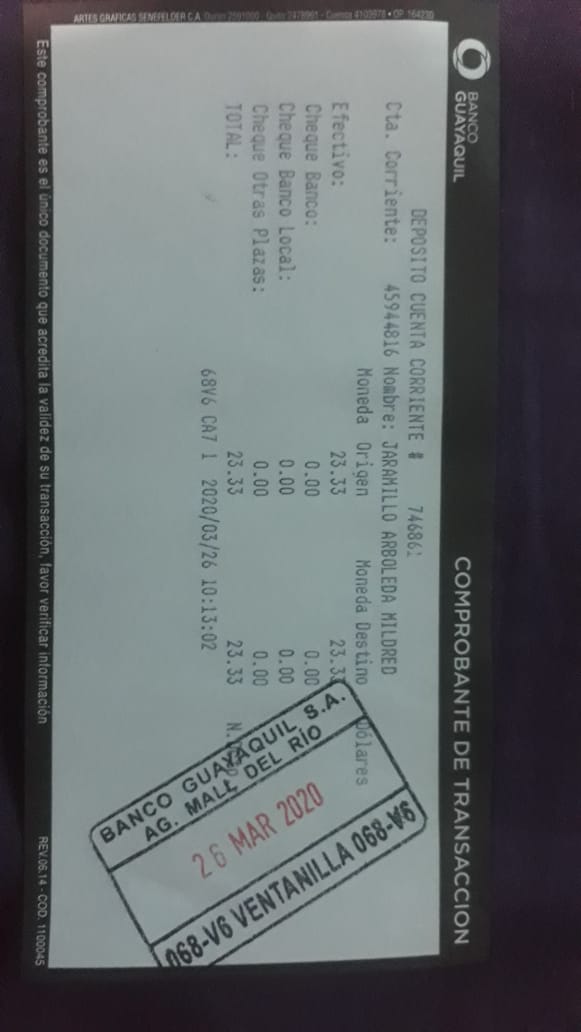 BANCO
GUAYAQUIL
COMPROBANTE DE TRANSACCION
DEPOSITO CUENTA CORRIENTE # 746861
Cta. Corriente: 45944816 Nombre: JARAMILLO ARBOLEDA MILDRED
Moneda Origen Moneda Destino Dólares
Efectivo: 23.33 23.33
Cheque Banco: 0.00 0.00
Cheque Banco Local: 0.00 0.00
Cheque Otras Plazas: 0.00 0.00
TOTAL: 23.33 23.33
68V6 CA7 1 2020/03/26 10:13:02
BANCO GUAYAQUIL S.A.
AG. MALL DEL RÍO
26 MAR 2020
068-V6 VENTANILLA 068-V6
Este comprobante es el único documento que acredita la validez de su transacción, favor verificar información
REV.06.14 - COD. 1100045
ARTES GRAFICAS SENEFELDER C.A.